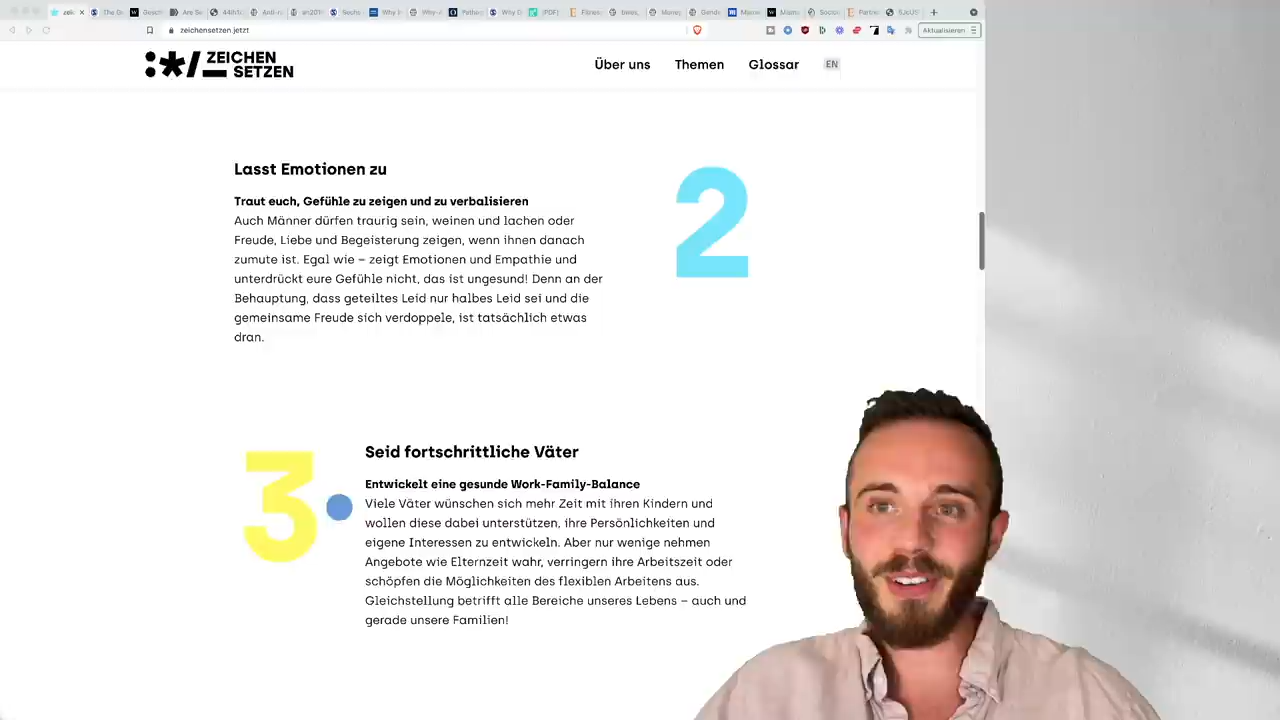 zeichensetzen.jetzt
Aktualisieren
:*/_ ZEICHEN
SETZEN
Über uns
Themen
Glossar
EN
Lasst Emotionen zu
Traut euch, Gefühle zu zeigen und zu verbalisieren
Auch Männer dürfen traurig sein, weinen und lachen oder
Freude, Liebe und Begeisterung zeigen, wenn ihnen danach
zumute ist. Egal wie – zeigt Emotionen und Empathie und
unterdrückt eure Gefühle nicht, das ist ungesund! Denn an der
Behauptung, dass geteiltes Leid nur halbes Leid sei und die
gemeinsame Freude sich verdoppele, ist tatsächlich etwas
dran.
2
3
Seid fortschrittliche Väter
Entwickelt eine gesunde Work-Family-Balance
Viele Väter wünschen sich mehr Zeit mit ihren Kindern und
wollen diese dabei unterstützen, ihre Persönlichkeiten und
eigene Interessen zu entwickeln. Aber nur wenige nehmen
Angebote wie Elternzeit wahr, verringern ihre Arbeitszeit oder
schöpfen die Möglichkeiten des flexiblen Arbeitens aus.
Gleichstellung betrifft alle Bereiche unseres Lebens – auch und
gerade unsere Familien!